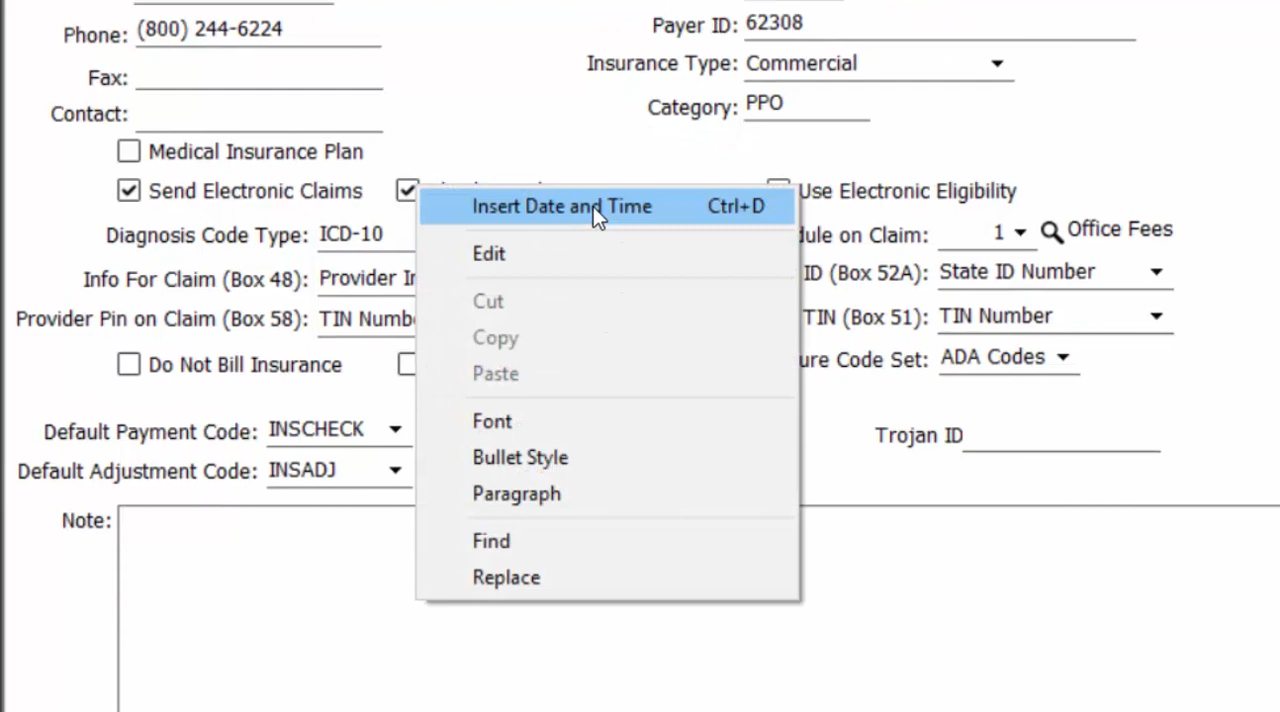 Phone: (800) 244-6224
Payer ID: 62308
Fax:
Insurance Type: Commercial
Contact:
Category: PPO
Medical Insurance Plan
Send Electronic Claims
Use Electronic Eligibility
Insert Date and Time Ctrl+D
Diagnosis Code Type: ICD-10
on Claim: 1 Office Fees
Edit
Info For Claim (Box 48): Provider
ID (Box 52A): State ID Number
Cut
Provider Pin on Claim (Box 58): TIN
TIN (Box 51): TIN Number
Copy
Do Not Bill Insurance
Code Set: ADA Codes
Paste
Default Payment Code: INSCHECK
Font
Trojan ID
Default Adjustment Code: INSADJ
Bullet Style
Paragraph
Note:
Find
Replace